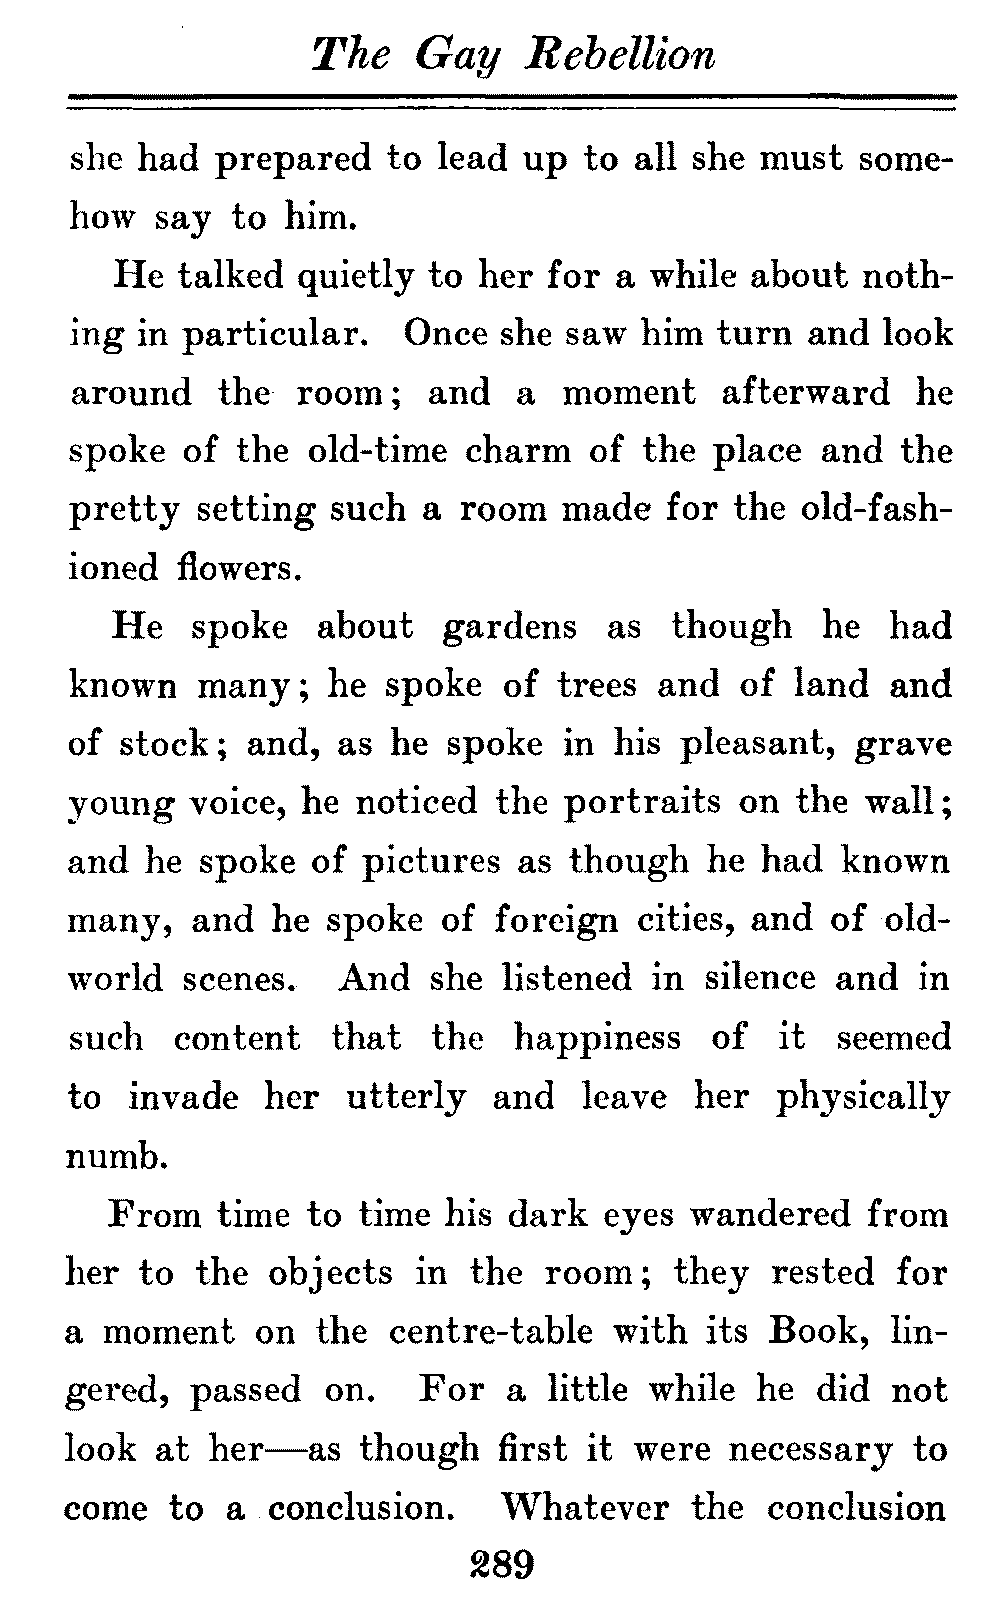 The Gay Rebellion
she had prepared to lead up to all she must some-
how say to him.
He talked quietly to her for a while about noth-
ing in particular. Once she saw him turn and look
around the room; and a moment afterward he
spoke of the old-time charm of the place and the
pretty setting such a room made for the old-fash-
ioned flowers.
He spoke about gardens as though he had
known many; he spoke of trees and of land and
of stock; and, as he spoke in his pleasant, grave
young voice, he noticed the portraits on the wall;
and he spoke of pictures as though he had known
many, and he spoke of foreign cities, and of old-
world scenes. And she listened in silence and in
such content that the happiness of it seemed
to invade her utterly and leave her physically
numb.
From time to time his dark eyes wandered from
her to the objects in the room; they rested for
a moment on the centre-table with its Book, lin-
gered, passed on. For a little while he did not
look at her—as though first it were necessary to
come to a conclusion. Whatever the conclusion
289